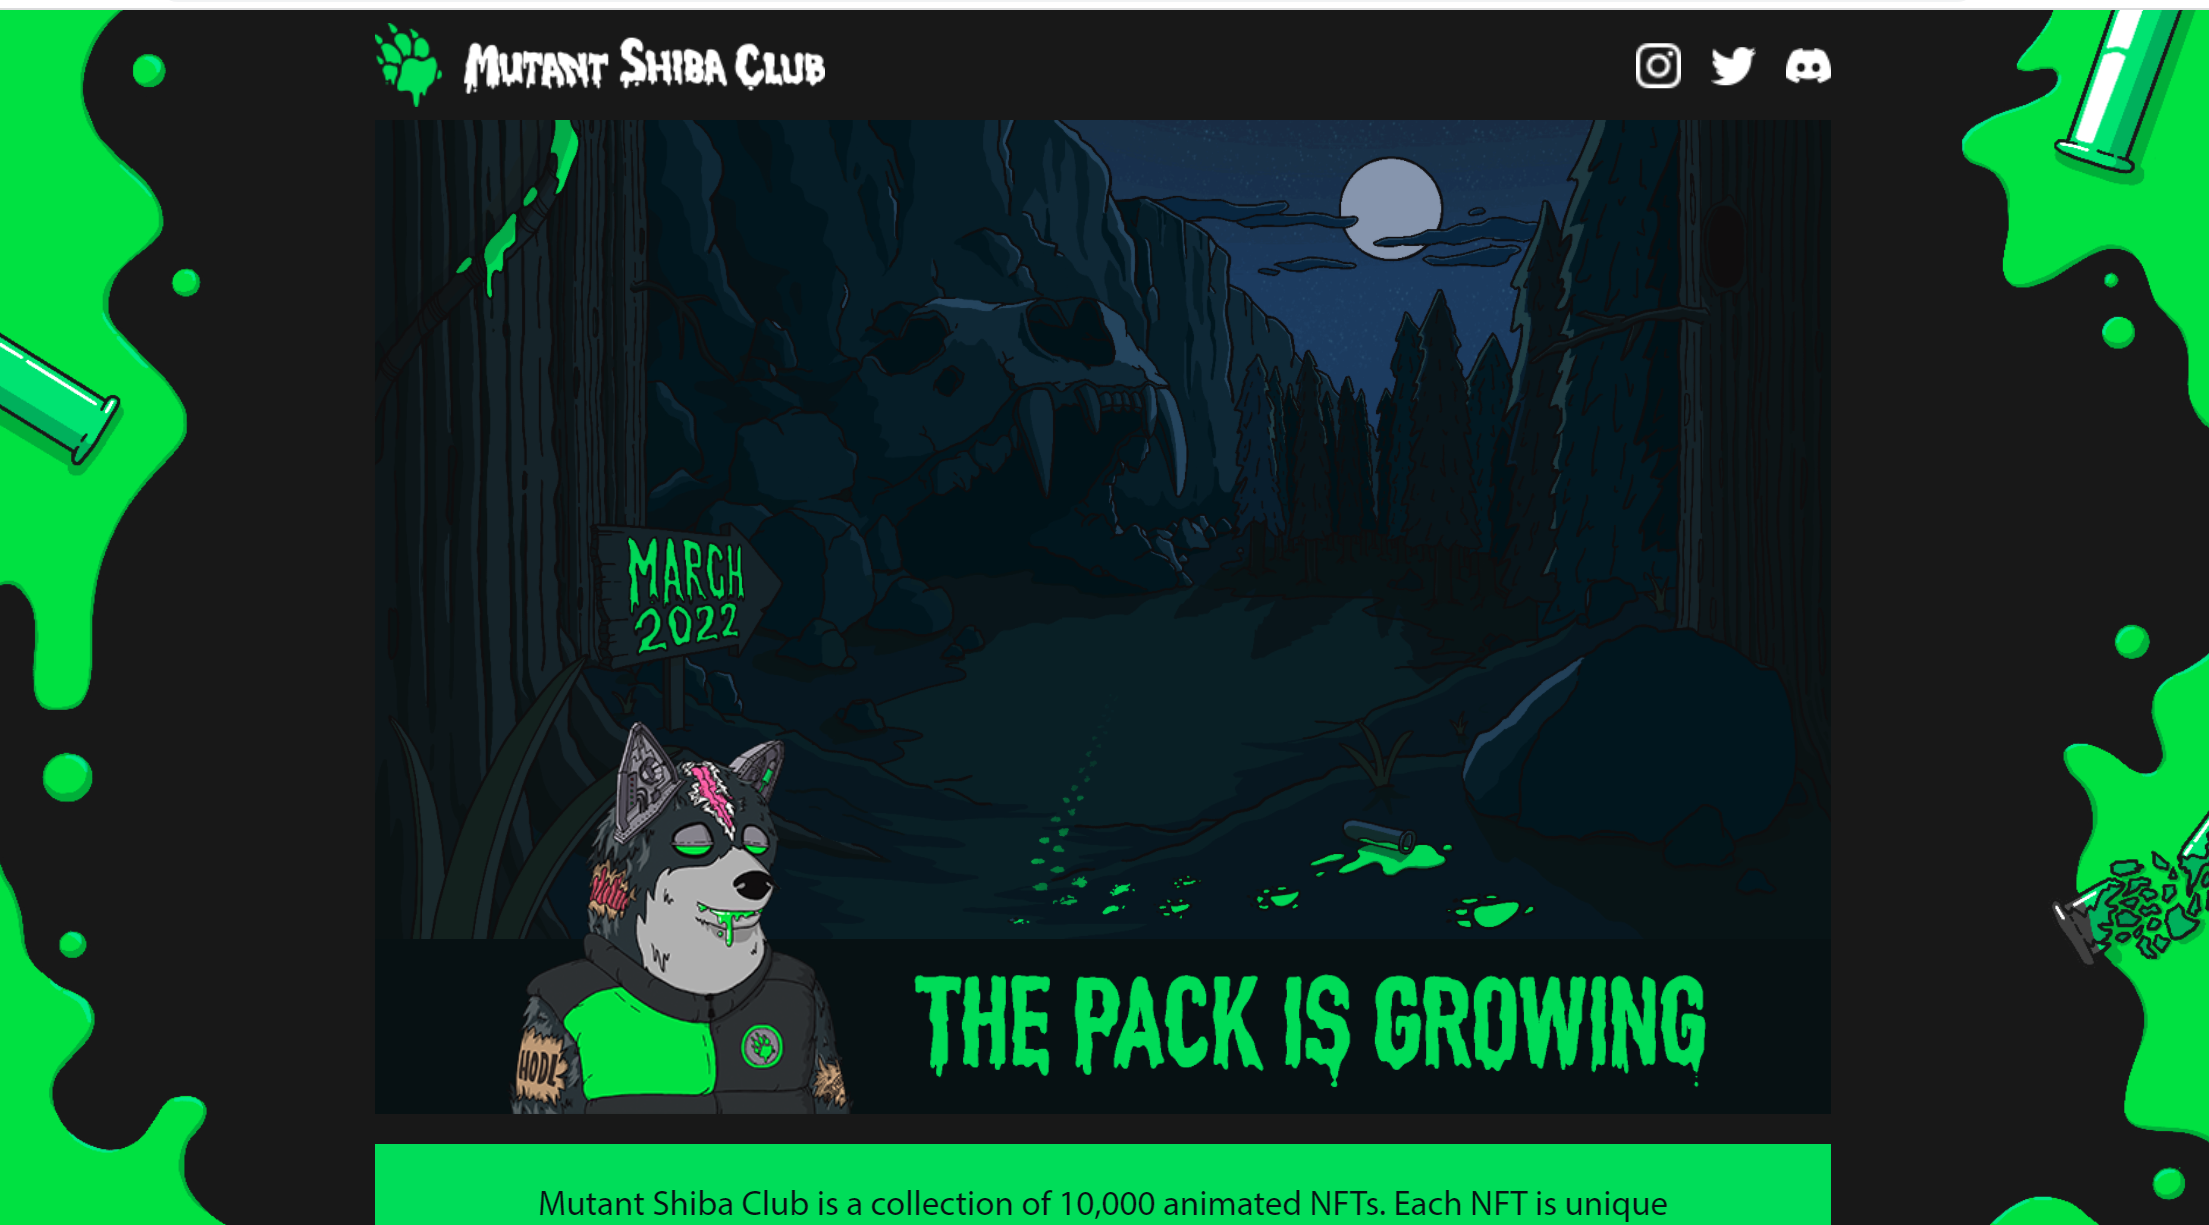 Mutant Shiba Club
MARCH
2022
HODL
THE PACK IS GROWING
Mutant Shiba Club is a collection of 10,000 animated NFTs. Each NFT is unique